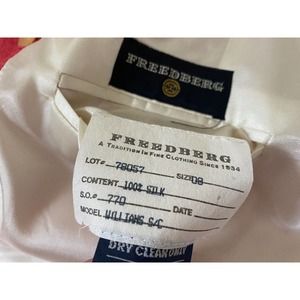 FREEDBERG
FREEDBERG
A TRADITION IN FINE CLOTHING SINCE 1934
LOT# 78057 SIZE 08
CONTENT 100% SILK
S.O.# 770 DATE
MODEL WILLIAMS S/C
DRY CLEAN ONLY